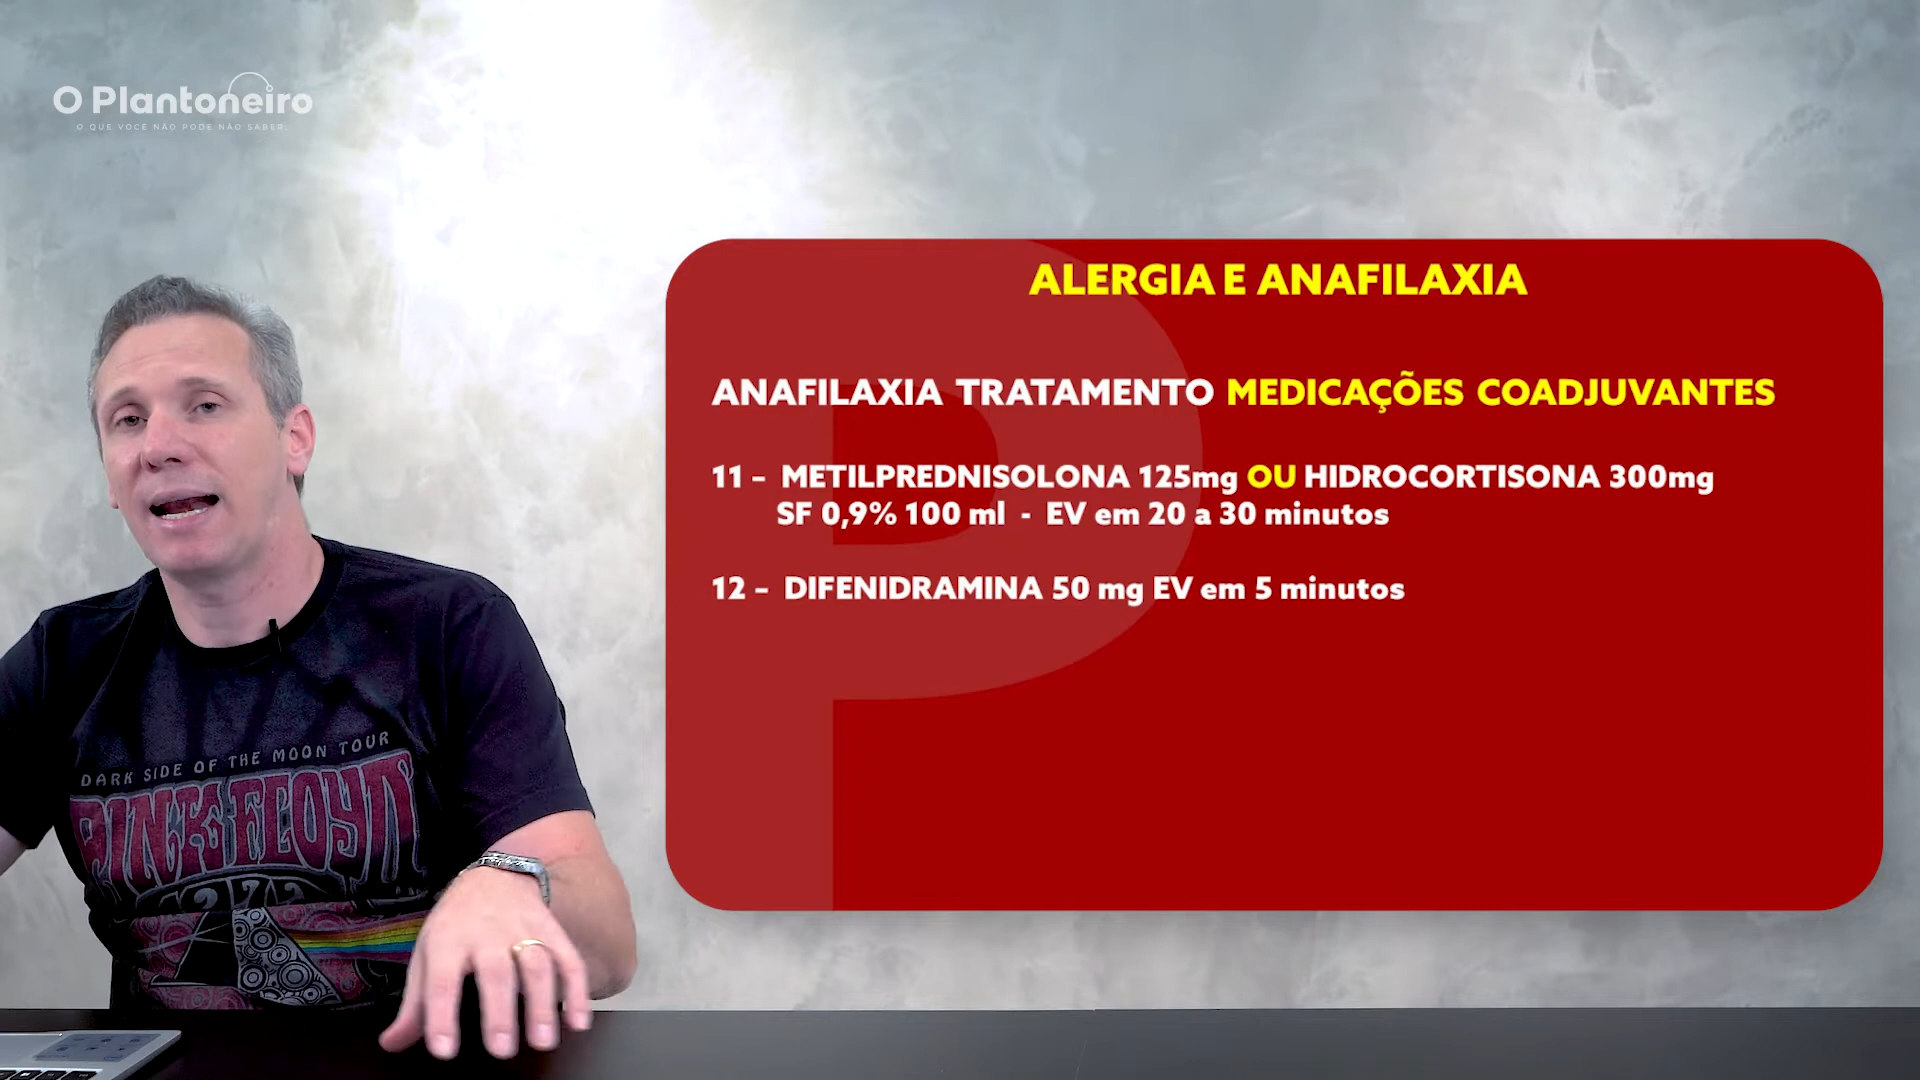 O Plantoneiro
O QUE VOCÊ NÃO PODE NÃO SABER.
ALERGIA E ANAFILAXIA
ANAFILAXIA TRATAMENTO MEDICAÇÕES COADJUVANTES
11 – METILPREDNISOLONA 125mg OU HIDROCORTISONA 300mg
SF 0,9% 100 ml - EV em 20 a 30 minutos
12 – DIFENIDRAMINA 50 mg EV em 5 minutos
DARK SIDE OF THE MOON TOUR
PINK FLOYD
1972